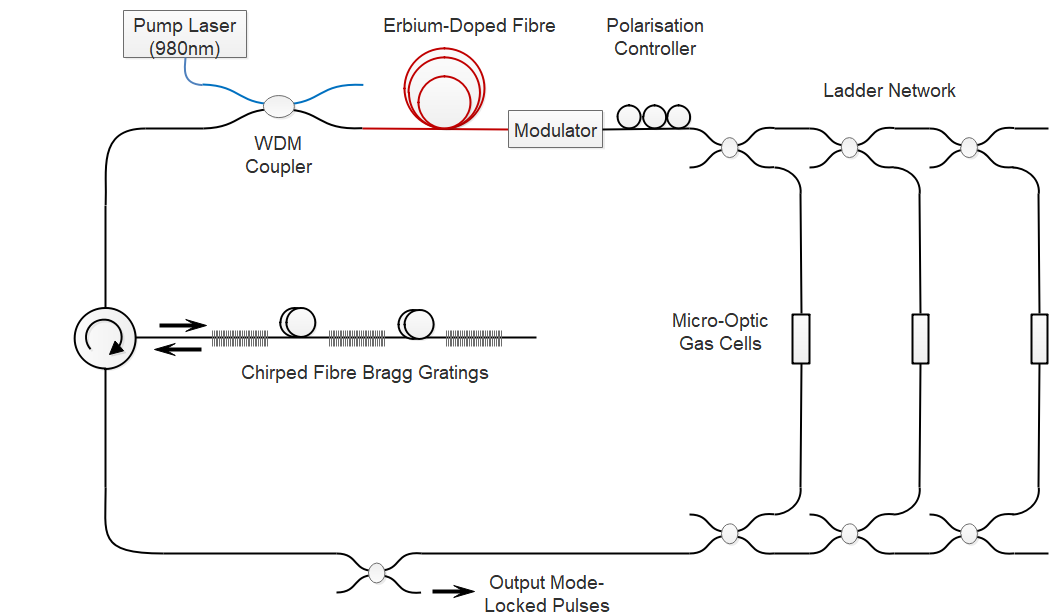 Pump Laser
(980nm)
Erbium-Doped Fibre
Polarisation
Controller
Ladder Network
Modulator
WDM
Coupler
Micro-Optic
Gas Cells
Chirped Fibre Bragg Gratings
Output Mode-
Locked Pulses